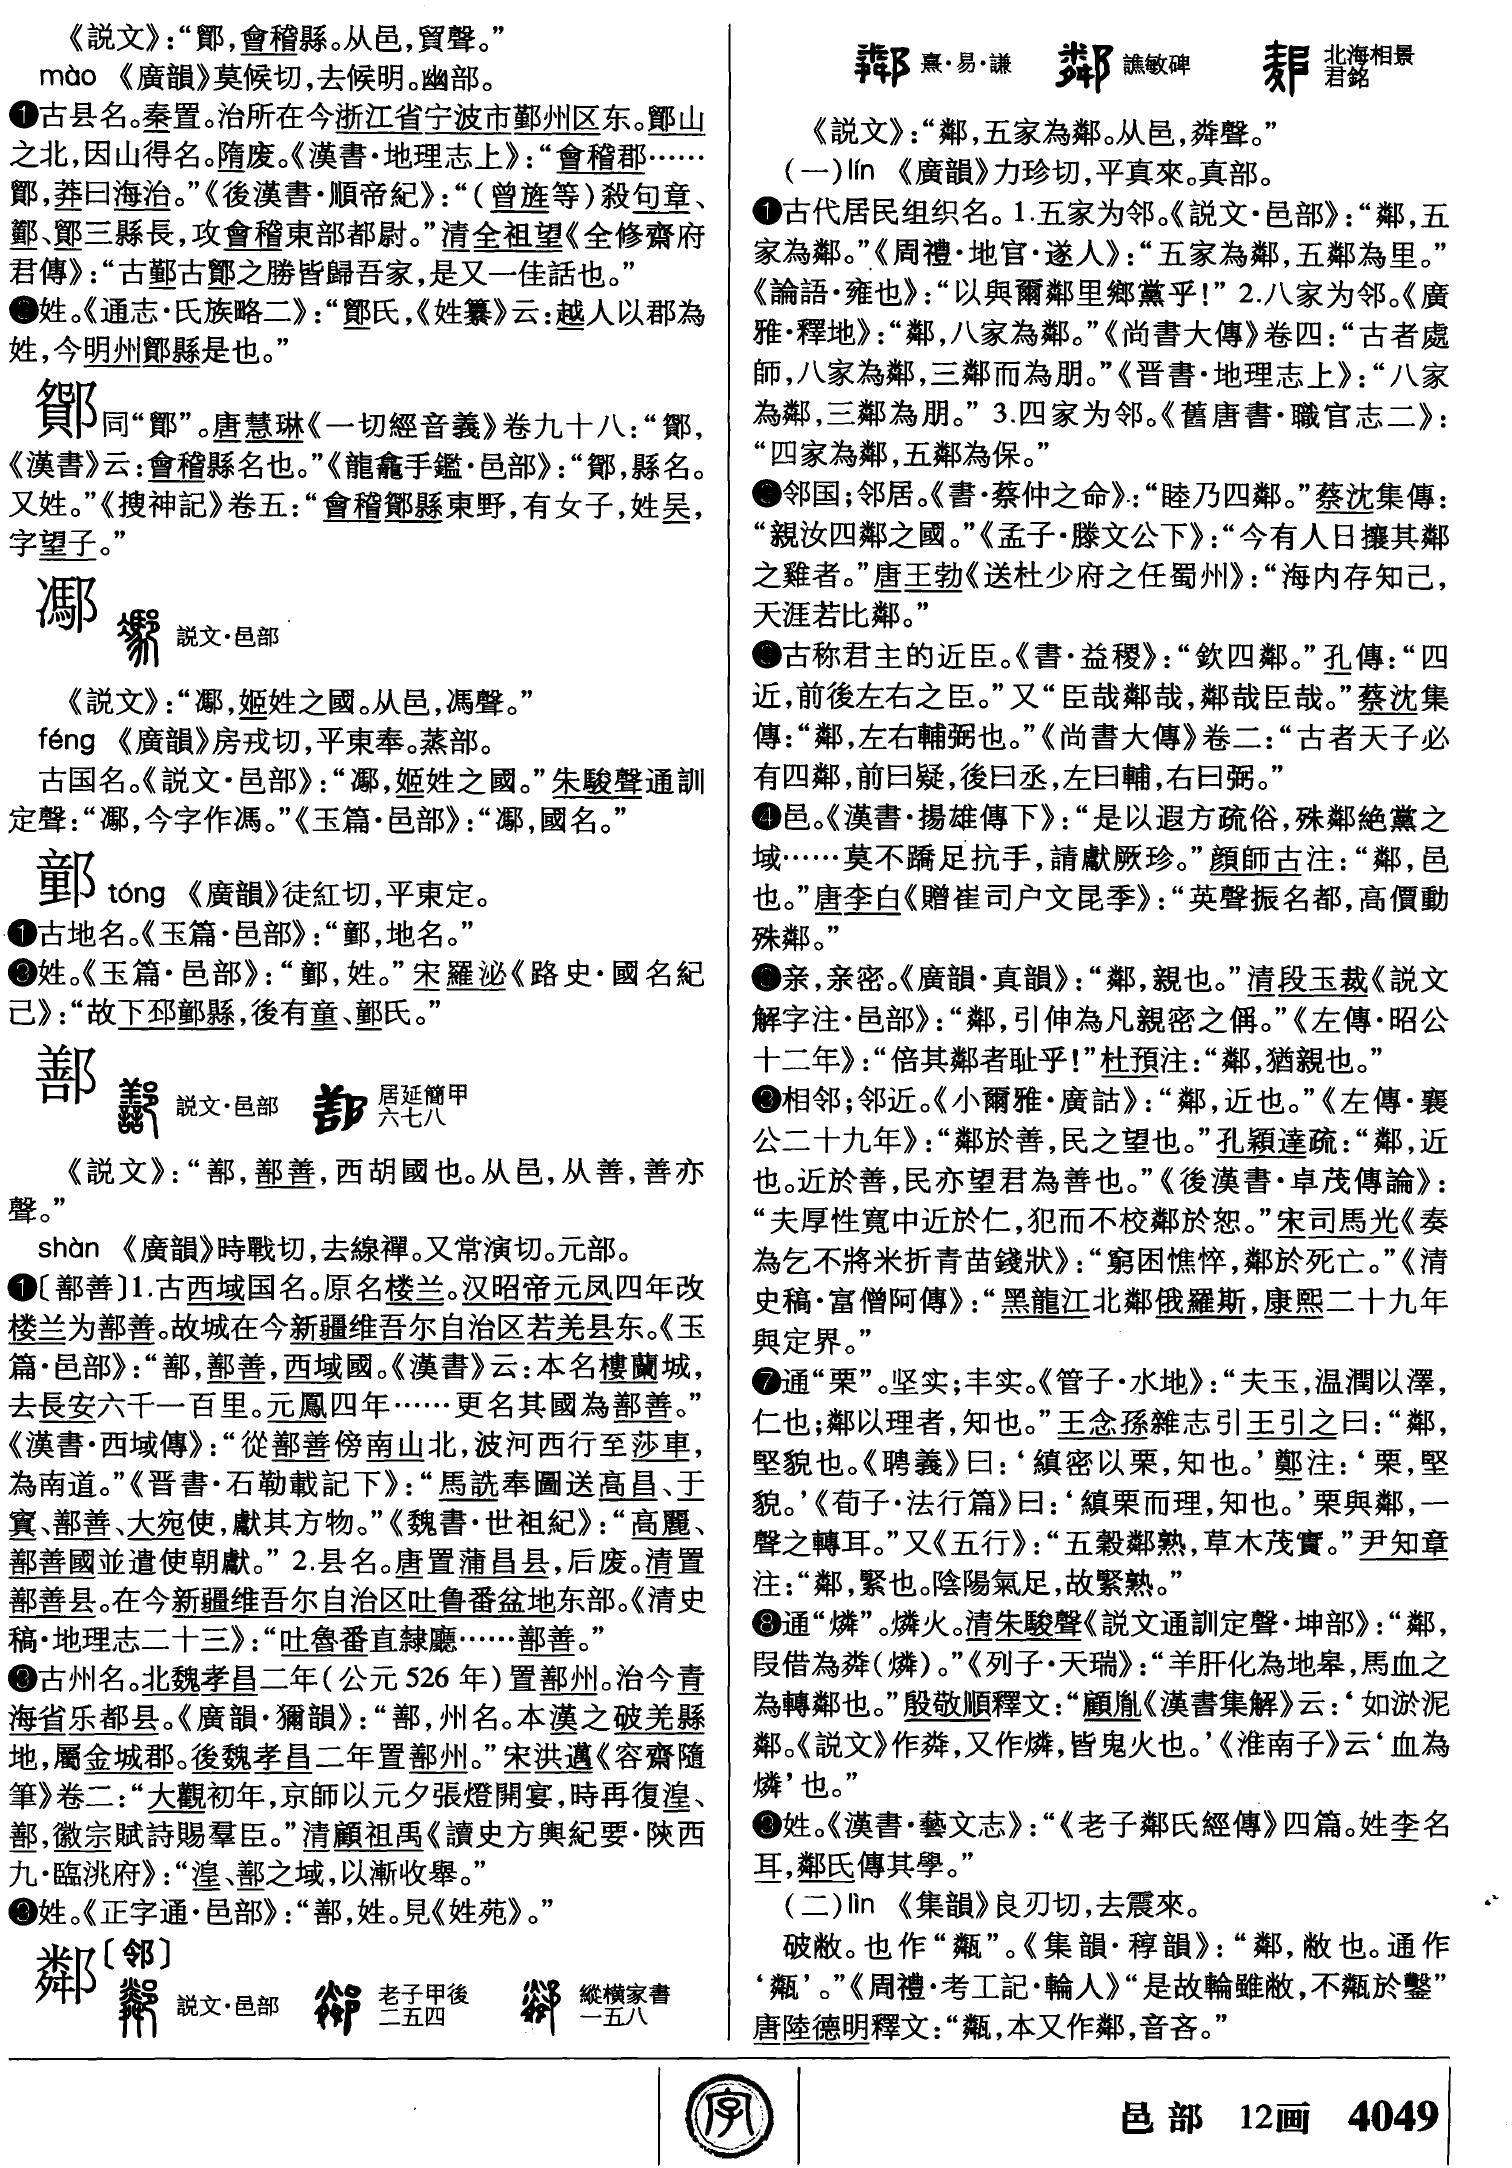 《説文》：“鄮，會稽縣。从邑，貿聲。”
mào 《廣韻》莫候切，去候明。幽部。
❶古县名。秦置。治所在今浙江省宁波市鄞州区东。鄮山
之北，因山得名。隋废。《漢書·地理志上》：“會稽郡……
鄮，莽曰海治。”《後漢書·順帝紀》：“（曾旌等）殺句章、
鄞、鄮三縣長，攻會稽東部都尉。”清全祖望《全修齋府
君傳》：“古鄞古鄮之勝皆歸吾家，是又一佳話也。”
❷姓。《通志·氏族略二》：“鄮氏，《姓纂》云：越人以郡為
姓，今明州鄮縣是也。”
同“鄮”。唐慧琳《一切經音義》卷九十八：“，
《漢書》云：會稽縣名也。”《龍龕手鑑·邑部》：“，縣名。
又姓。”《搜神記》卷五：“會稽縣東野，有女子，姓吴，
字望子。”
䣝 説文·邑部
《説文》：“䣝，姬姓之國。从邑，馮聲。”
féng 《廣韻》房戎切，平東奉。蒸部。
古国名。《説文·邑部》：“䣝，姬姓之國。”朱駿聲通訓
定聲：“䣝，今字作馮。”《玉篇·邑部》：“䣝，國名。”
鄣 tóng 《廣韻》徒紅切，平東定。
❶古地名。《玉篇·邑部》：“，地名。”
❷姓。《玉篇·邑部》：“，姓。”宋羅泌《路史·國名紀
己》：“故下邳縣，後有童、氏。”
鄯 説文·邑部 居延簡甲六七八
《説文》：“鄯，鄯善，西胡國也。从邑，从善，善亦
聲。”
shàn 《廣韻》時戰切，去線禪。又常演切。元部。
❶〔鄯善〕1.古西域国名。原名楼兰。汉昭帝元凤四年改
楼兰为鄯善。故城在今新疆维吾尔自治区若羌县东。《玉
篇·邑部》：“鄯，鄯善，西域國。《漢書》云：本名樓蘭城，
去長安六千一百里。元鳳四年……更名其國為鄯善。”
《漢書·西域傳》：“從鄯善傍南山北，波河西行至莎車，
為南道。”《晋書·石勒載記下》：“馬詵奉圖送高昌、于
窴、鄯善、大宛使，獻其方物。”《魏書·世祖紀》：“高麗、
鄯善國並遣使朝獻。” 2.县名。唐置蒲昌县，后废。清置
鄯善县。在今新疆维吾尔自治区吐鲁番盆地东部。《清史
稿·地理志二十三》：“吐魯番直隸廳……鄯善。”
❷古州名。北魏孝昌二年（公元526年）置鄯州。治今青
海省乐都县。《廣韻·獮韻》：“鄯，州名。本漢之破羌縣
地，屬金城郡。後魏孝昌二年置鄯州。”宋洪邁《容齋隨
筆》卷二：“大觀初年，京師以元夕張燈開宴，時再復湟、
鄯，徽宗賦詩賜羣臣。”清顧祖禹《讀史方輿紀要·陝西
九·臨洮府》：“湟、鄯之域，以漸收舉。”
❸姓。《正字通·邑部》：“鄯，姓。見《姓苑》。”
鄰〔邻〕 説文·邑部 老子甲後二五四 縱横家書一五八
熹·易·謙 譙敏碑 北海相景君銘
《説文》：“鄰，五家為鄰。从邑，粦聲。”
（一）lín 《廣韻》力珍切，平真來。真部。
❶古代居民组织名。1.五家为邻。《説文·邑部》：“鄰，五
家為鄰。”《周禮·地官·遂人》：“五家為鄰，五鄰為里。”
《論語·雍也》：“以與爾鄰里鄉黨乎！” 2.八家为邻。《廣
雅·釋地》：“鄰，八家為鄰。”《尚書大傳》卷四：“古者處
師，八家為鄰，三鄰而為朋。”《晋書·地理志上》：“八家
為鄰，三鄰為朋。” 3.四家为邻。《舊唐書·職官志二》：
“四家為鄰，五鄰為保。”
❷邻国；邻居。《書·蔡仲之命》：“睦乃四鄰。”蔡沈集傳：
“親汝四鄰之國。”《孟子·滕文公下》：“今有人日攘其鄰
之雞者。”唐王勃《送杜少府之任蜀州》：“海内存知己，
天涯若比鄰。”
❸古称君主的近臣。《書·益稷》：“欽四鄰。”孔傳：“四
近，前後左右之臣。”又“臣哉鄰哉，鄰哉臣哉。”蔡沈集
傳：“鄰，左右輔弼也。”《尚書大傳》卷二：“古者天子必
有四鄰，前曰疑，後曰丞，左曰輔，右曰弼。”
❹邑。《漢書·揚雄傳下》：“是以遐方疏俗，殊鄰絶黨之
域……莫不蹻足抗手，請獻厥珍。”顔師古注：“鄰，邑
也。”唐李白《贈崔司户文昆季》：“英聲振名都，高價動
殊鄰。”
❺亲，亲密。《廣韻·真韻》：“鄰，親也。”清段玉裁《説文
解字注·邑部》：“鄰，引伸為凡親密之偁。”《左傳·昭公
十二年》：“倍其鄰者耻乎！”杜預注：“鄰，猶親也。”
❻相邻；邻近。《小爾雅·廣詁》：“鄰，近也。”《左傳·襄
公二十九年》：“鄰於善，民之望也。”孔穎達疏：“鄰，近
也。近於善，民亦望君為善也。”《後漢書·卓茂傳論》：
“夫厚性寬中近於仁，犯而不校鄰於恕。”宋司馬光《奏
為乞不將米折青苗錢狀》：“窮困憔悴，鄰於死亡。”《清
史稿·富僧阿傳》：“黑龍江北鄰俄羅斯，康熙二十九年
與定界。”
❼通“栗”。坚实；丰实。《管子·水地》：“夫玉，温潤以澤，
仁也；鄰以理者，知也。”王念孫雜志引王引之曰：“鄰，
堅貌也。《聘義》曰：‘縝密以栗，知也。’鄭注：‘栗，堅
貌。’《荀子·法行篇》曰：‘縝栗而理，知也。’栗與鄰，一
聲之轉耳。”又《五行》：“五穀鄰熟，草木茂實。”尹知章
注：“鄰，緊也。陰陽氣足，故緊熟。”
❽通“燐”。燐火。清朱駿聲《説文通訓定聲·坤部》：“鄰，
叚借為粦（燐）。”《列子·天瑞》：“羊肝化為地皋，馬血之
為轉鄰也。”殷敬順釋文：“顧胤《漢書集解》云：‘如淤泥
鄰。《説文》作粦，又作燐，皆鬼火也。’《淮南子》云‘血為
燐’也。”
❾姓。《漢書·藝文志》：“《老子鄰氏經傳》四篇。姓李名
耳，鄰氏傳其學。”
（二）lìn 《集韻》良刃切，去震來。
破敝。也作“甐”。《集韻·稕韻》：“鄰，敝也。通作
‘甐’。”《周禮·考工記·輪人》“是故輪雖敝，不甐於鑿”
唐陸德明釋文：“甐，本又作鄰，音吝。”
字
邑部 12画 4049